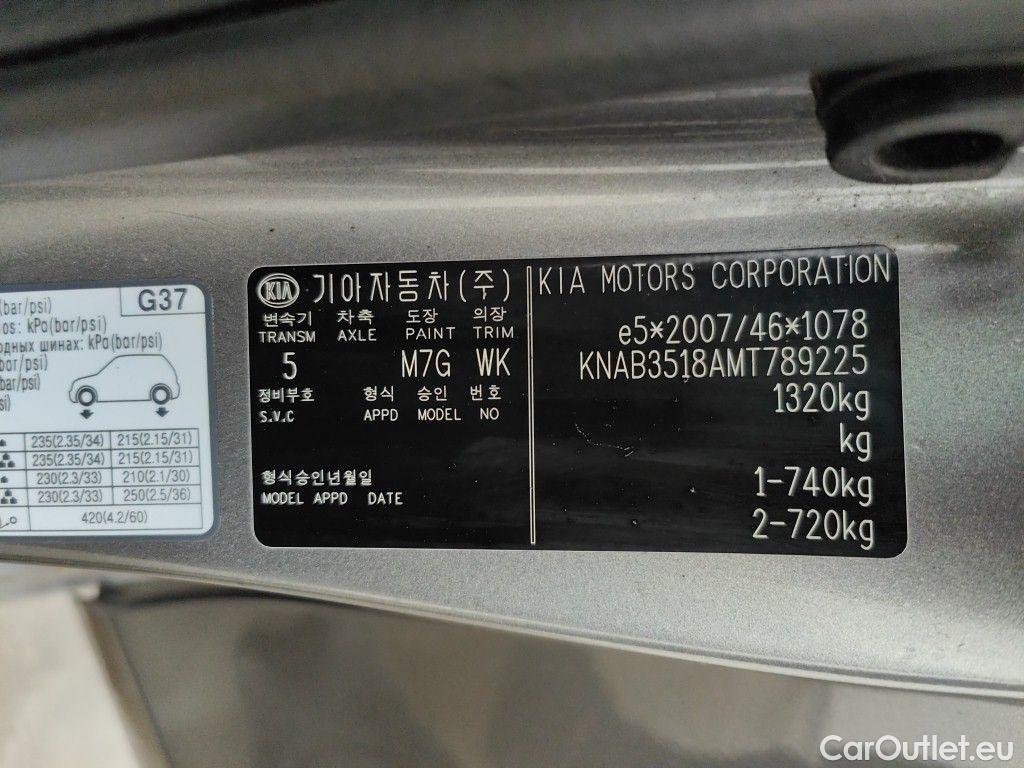 bar/psi) G37
os: kPa(bar/psi)
одных шинах: kPa(bar/psi)
bar/psi)
bar/psi)
si)
235(2.35/34) 215(2.15/31)
235(2.35/34) 215(2.15/31)
230(2.3/33) 210(2.1/30)
230(2.3/33) 250(2.5/36)
420(4.2/60)
KIA 기아자동차(주)
변속기 차축 도장 의장
TRANSM AXLE PAINT TRIM
5 M7G WK
정비부호 형식 승인 번호
S.V.C APPD MODEL NO
형식승인년월일
MODEL APPD DATE
KIA MOTORS CORPORATION
e5*2007/46*1078
KNAB3518AMT789225
1320kg
kg
1-740kg
2-720kg
CarOutlet.eu